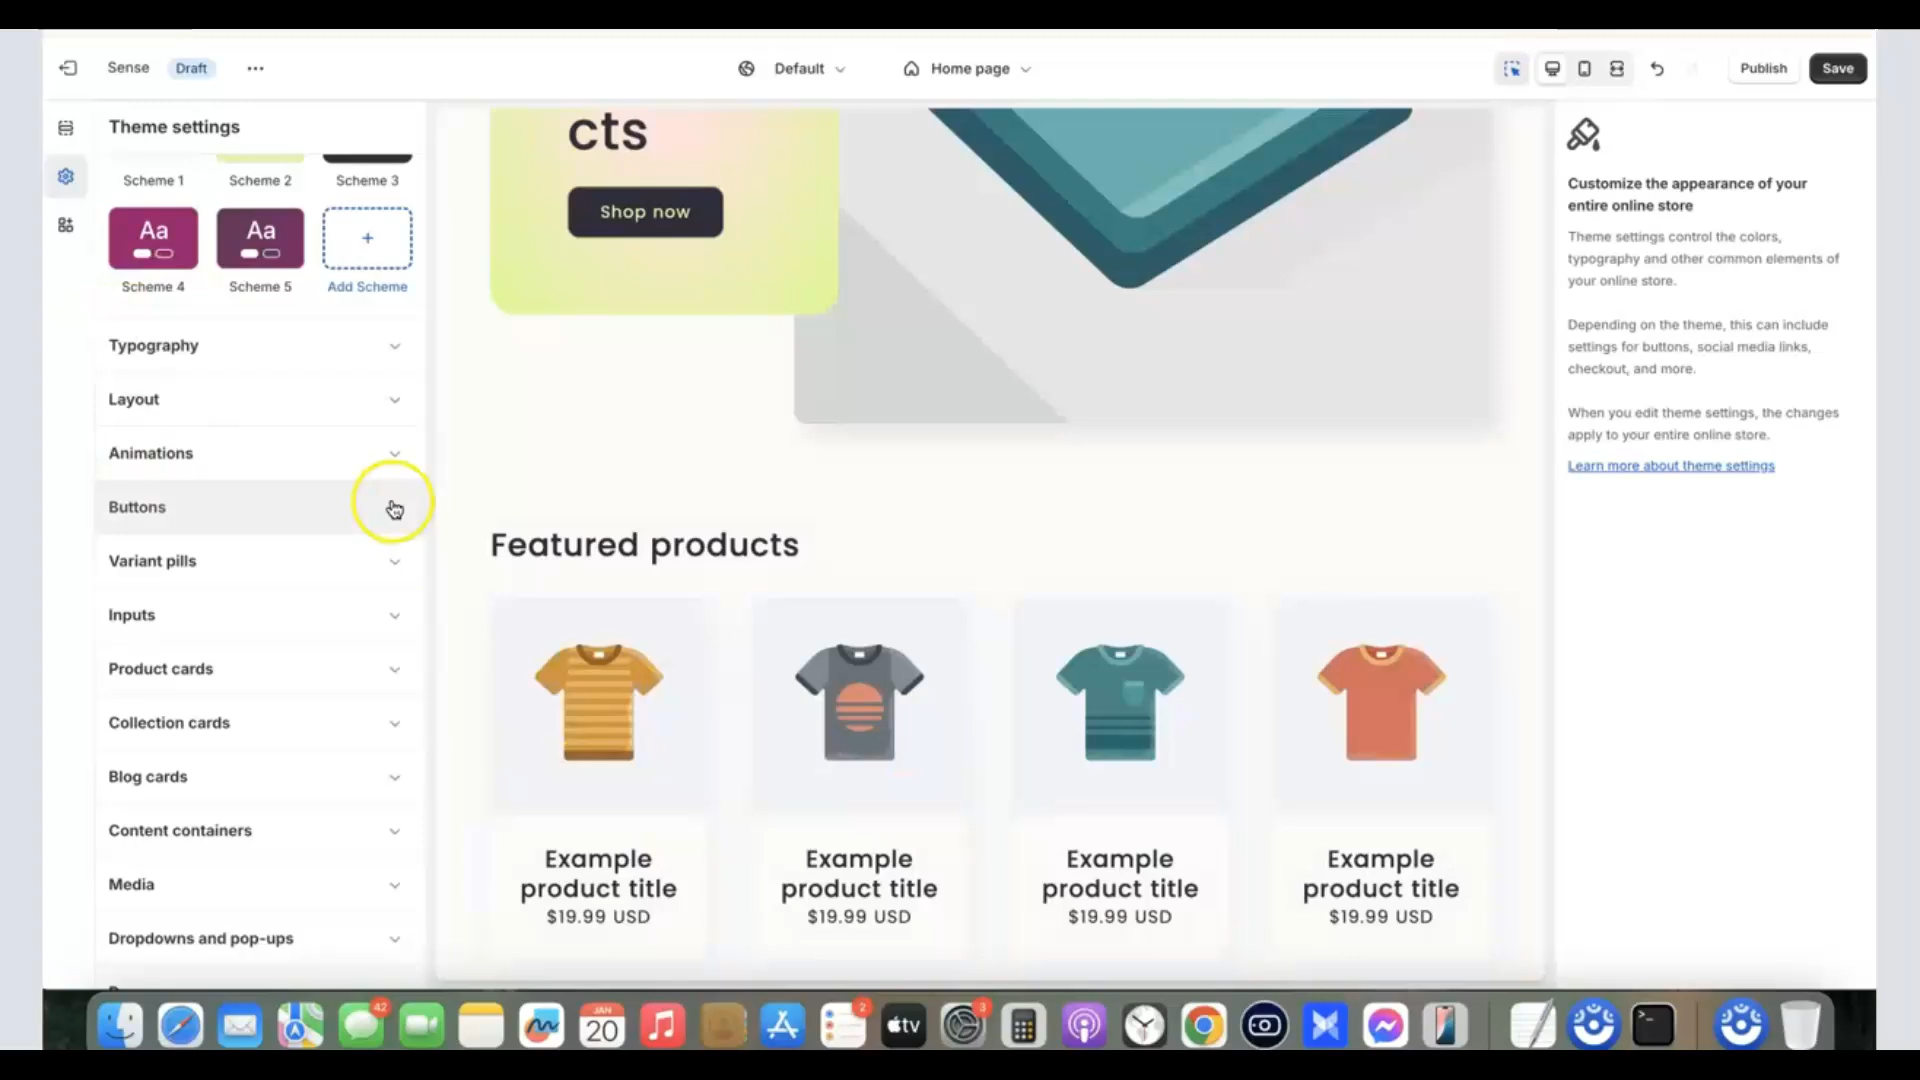 Sense
Draft
Default
Home page
Publish
Save
Theme settings
Scheme 1
Scheme 2
Scheme 3
Aa
Aa
+
Scheme 4
Scheme 5
Add Scheme
Typography
Layout
Animations
Buttons
Variant pills
Inputs
Product cards
Collection cards
Blog cards
Content containers
Media
Dropdowns and pop-ups
cts
Shop now
Featured products
Example
product title
$19.99 USD
Example
product title
$19.99 USD
Example
product title
$19.99 USD
Example
product title
$19.99 USD
Customize the appearance of your
entire online store
Theme settings control the colors,
typography and other common elements of
your online store.
Depending on the theme, this can include
settings for buttons, social media links,
checkout, and more.
When you edit theme settings, the changes
apply to your entire online store.
Learn more about theme settings
42
JAN
20
2
tv
3